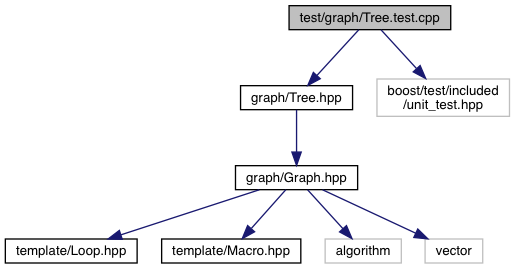 test/graph/Tree.test.cpp
graph/Tree.hpp
boost/test/included
/unit_test.hpp
graph/Graph.hpp
template/Loop.hpp
template/Macro.hpp
algorithm
vector